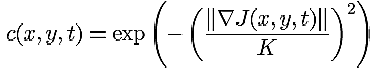 c(x, y, t) = exp ( − ( ‖∇J(x, y, t)‖ / K )² )